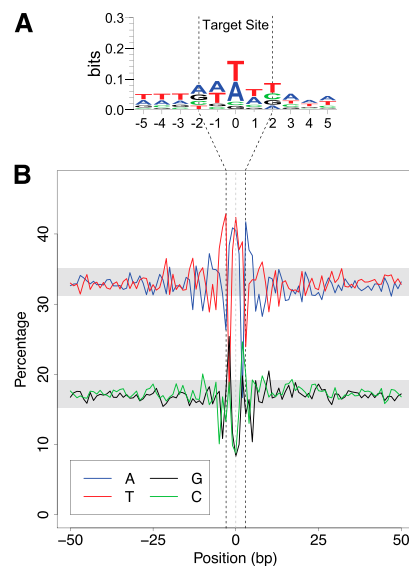 A
Target Site
bits
0.3
0.2
0.1
0.0
-5 -4 -3 -2 -1 0 1 2 3 4 5
B
Percentage
40
30
20
10
0
A G
T C
−50 −25 0 25 50
Position (bp)